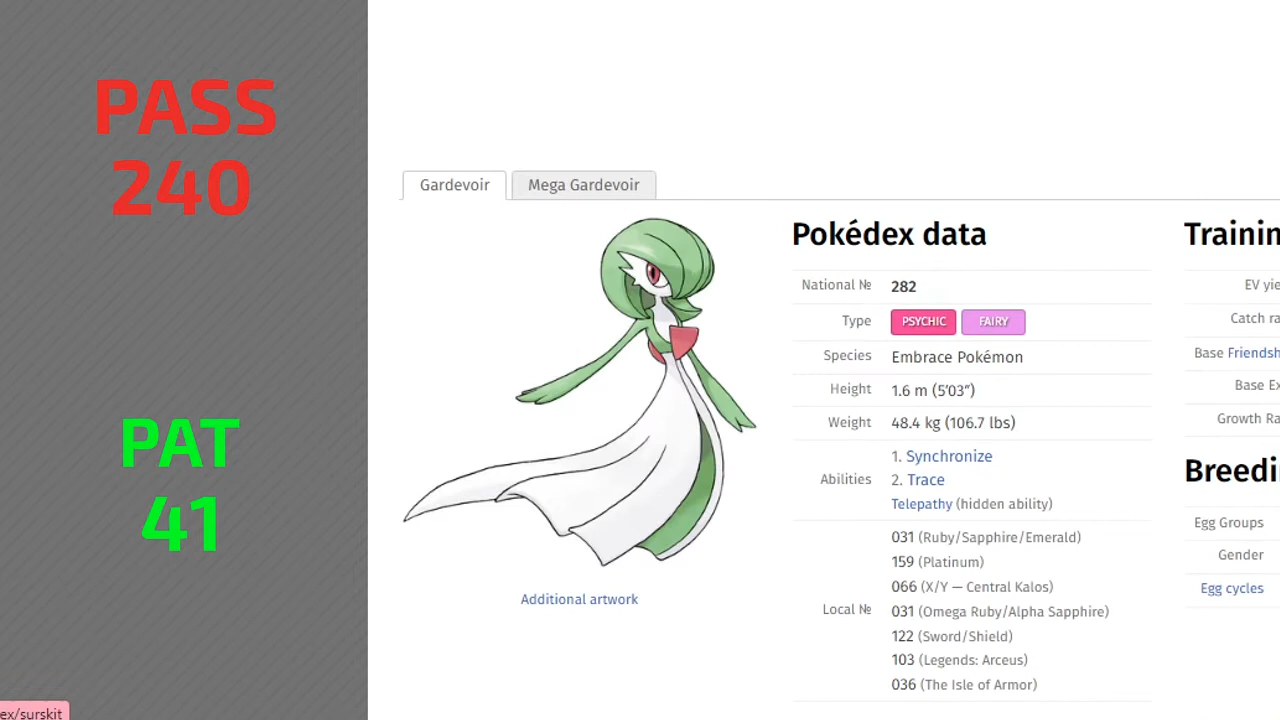 PASS
240
PAT
41
ex/surskit
Gardevoir
Mega Gardevoir
Additional artwork
Pokédex data
National № 282
Type PSYCHIC FAIRY
Species Embrace Pokémon
Height 1.6 m (5′03″)
Weight 48.4 kg (106.7 lbs)
Abilities
1. Synchronize
2. Trace
Telepathy (hidden ability)
Local №
031 (Ruby/Sapphire/Emerald)
159 (Platinum)
066 (X/Y — Central Kalos)
031 (Omega Ruby/Alpha Sapphire)
122 (Sword/Shield)
103 (Legends: Arceus)
036 (The Isle of Armor)
Trainin
EV yie
Catch ra
Base Friendsh
Base Ex
Growth Ra
Breedi
Egg Groups
Gender
Egg cycles